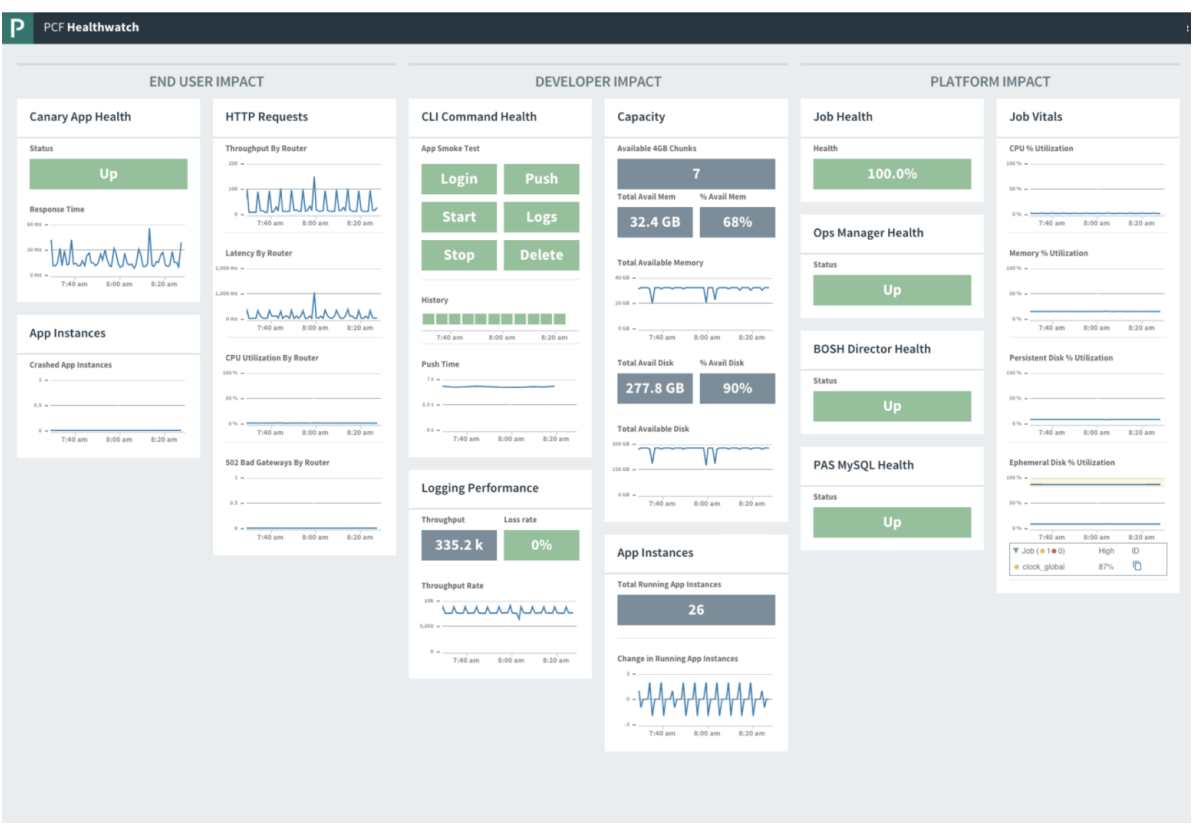 PCF Healthwatch
END USER IMPACT
Canary App Health
Status
Up
Response Time
60 ms
30 ms
0 ms
7:40 am 8:00 am 8:20 am
App Instances
Crashed App Instances
1
0.5
0
7:40 am 8:00 am 8:20 am
HTTP Requests
Throughput By Router
200
100
0
7:40 am 8:00 am 8:20 am
Latency By Router
2,000 ms
1,000 ms
0 ms
7:40 am 8:00 am 8:20 am
CPU Utilization By Router
100 %
50 %
0 %
7:40 am 8:00 am 8:20 am
502 Bad Gateways By Router
1
0.5
0
7:40 am 8:00 am 8:20 am
DEVELOPER IMPACT
CLI Command Health
App Smoke Test
Login Push
Start Logs
Stop Delete
History
7:40 am 8:00 am 8:20 am
Push Time
7 s
3.5 s
0 s
7:40 am 8:00 am 8:20 am
Logging Performance
Throughput Loss rate
335.2 k 0%
Throughput Rate
10k
5,000
0
7:40 am 8:00 am 8:20 am
Capacity
Available 4GB Chunks
7
Total Avail Mem % Avail Mem
32.4 GB 68%
Total Available Memory
40 GB
20 GB
0 GB
7:40 am 8:00 am 8:20 am
Total Avail Disk % Avail Disk
277.8 GB 90%
Total Available Disk
300 GB
150 GB
0 GB
7:40 am 8:00 am 8:20 am
App Instances
Total Running App Instances
26
Change in Running App Instances
2
0
-2
7:40 am 8:00 am 8:20 am
PLATFORM IMPACT
Job Health
Health
100.0%
Ops Manager Health
Status
Up
BOSH Director Health
Status
Up
PAS MySQL Health
Status
Up
Job Vitals
CPU % Utilization
100 %
50 %
0 %
7:40 am 8:00 am 8:20 am
Memory % Utilization
100 %
50 %
0 %
7:40 am 8:00 am 8:20 am
Persistent Disk % Utilization
100 %
50 %
0 %
7:40 am 8:00 am 8:20 am
Ephemeral Disk % Utilization
100 %
50 %
0 %
7:40 am 8:00 am 8:20 am
Job (1 0) High ID
clock_global 87%